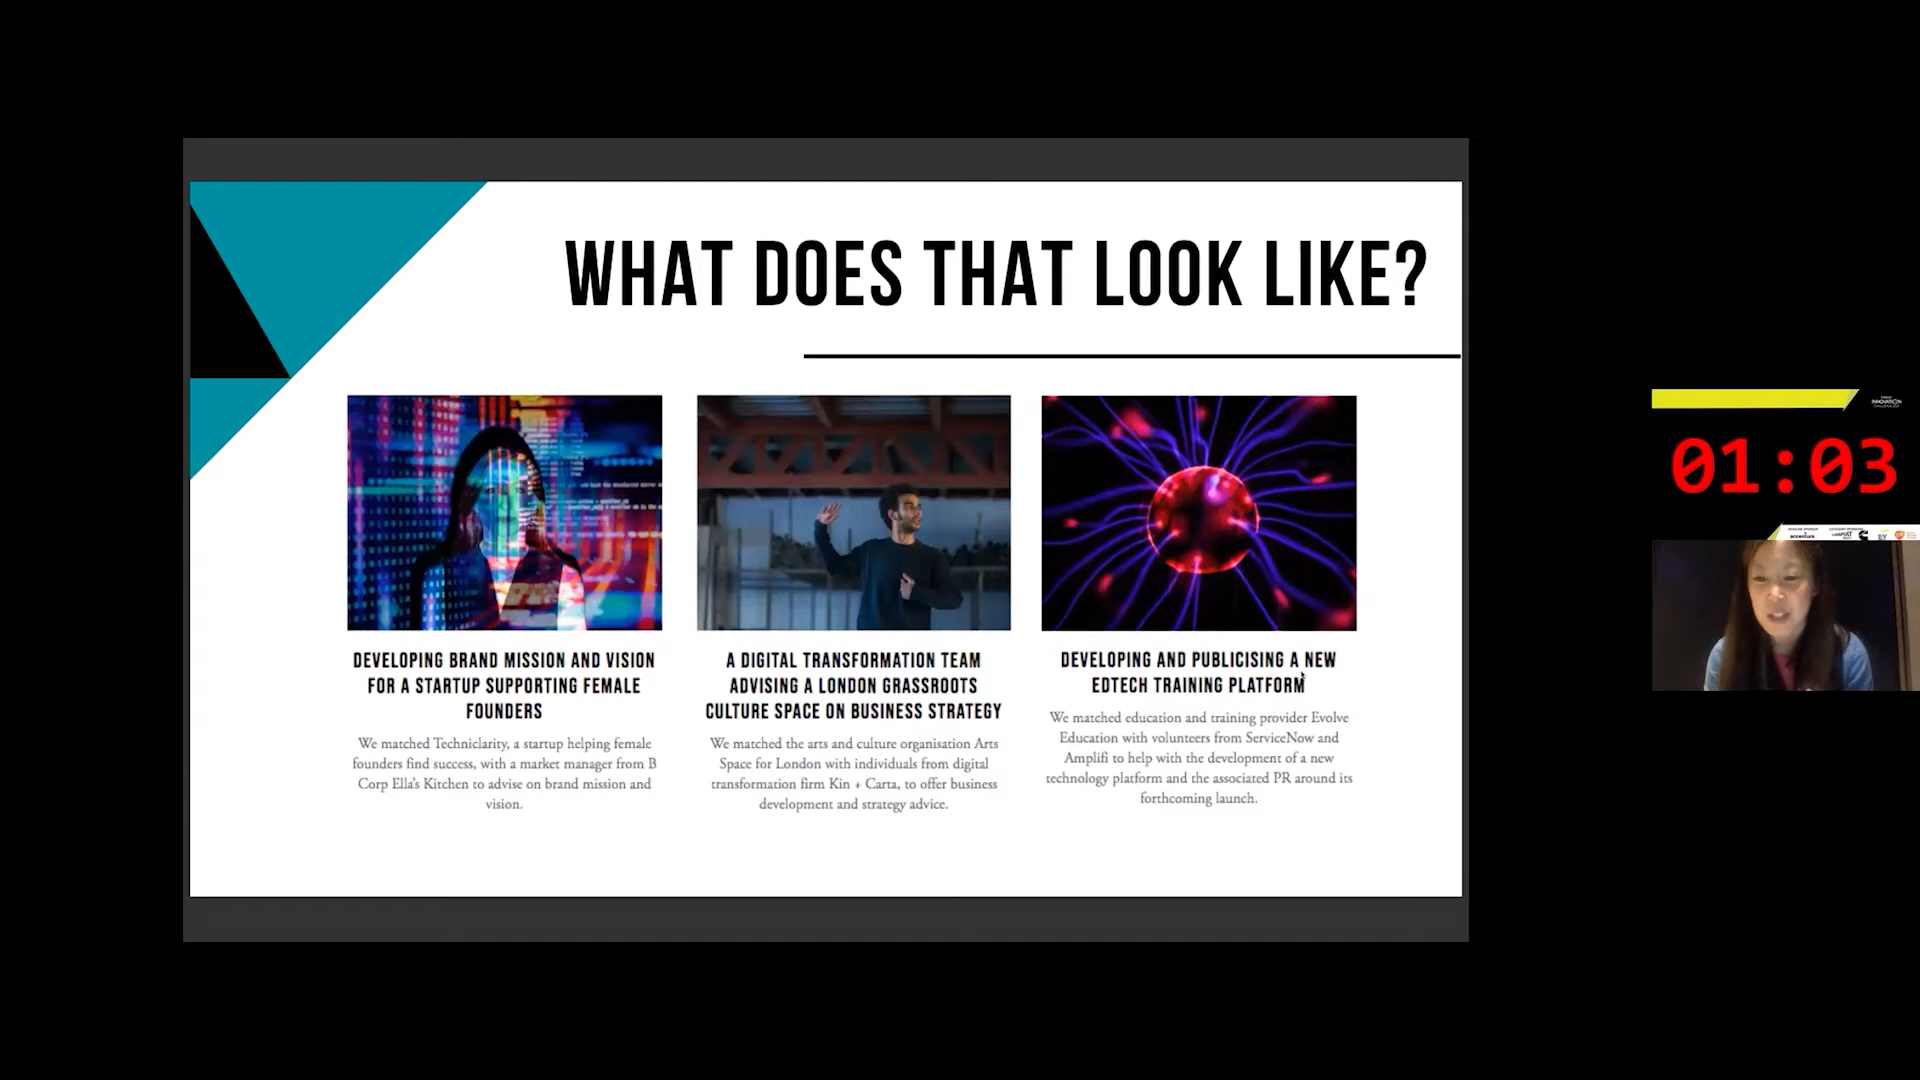 WHAT DOES THAT LOOK LIKE?
DEVELOPING BRAND MISSION AND VISION
FOR A STARTUP SUPPORTING FEMALE
FOUNDERS
We matched Techniclarity, a startup helping female
founders find success, with a market manager from B
Corp Ella's Kitchen to advise on brand mission and
vision.
A DIGITAL TRANSFORMATION TEAM
ADVISING A LONDON GRASSROOTS
CULTURE SPACE ON BUSINESS STRATEGY
We matched the arts and culture organisation Arts
Space for London with individuals from digital
transformation firm Kin + Carta, to offer business
development and strategy advice.
DEVELOPING AND PUBLICISING A NEW
EDTECH TRAINING PLATFORM
We matched education and training provider Evolve
Education with volunteers from ServiceNow and
Amplifi to help with the development of a new
technology platform and the associated PR around its
forthcoming launch.
INNOVATION
01:03
accenture
CATAPULT
EY